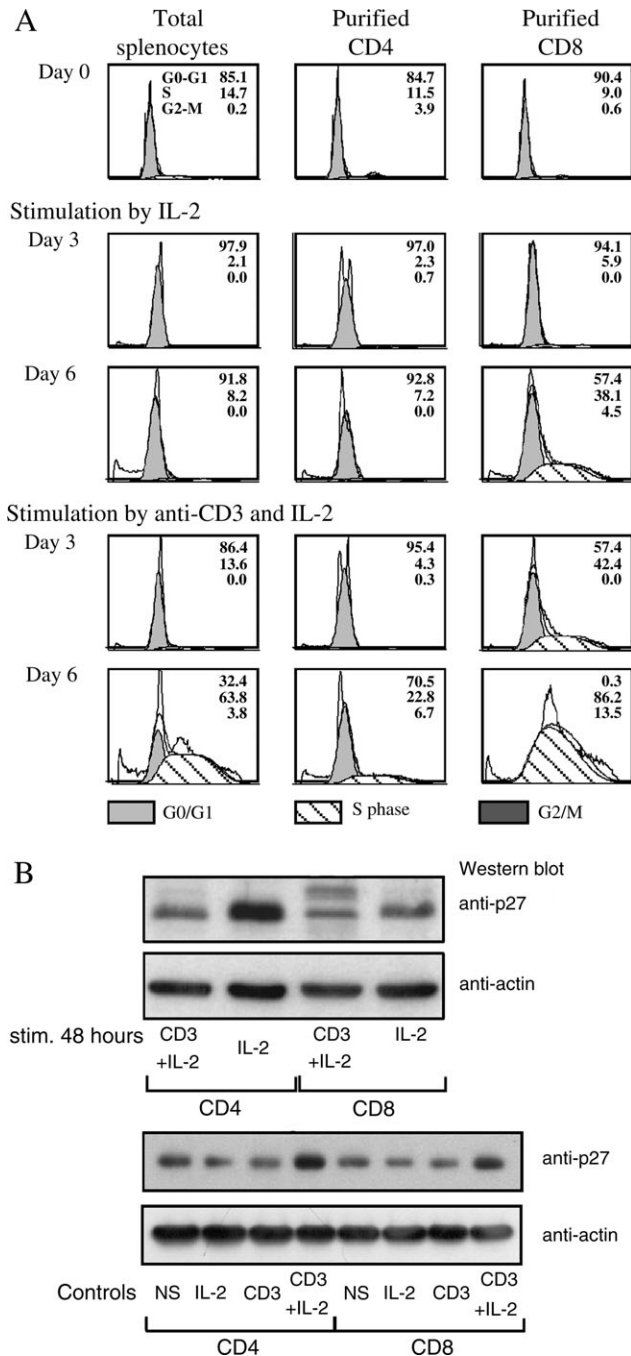 A
Total splenocytes
Purified CD4
Purified CD8
Day 0
G0-G1 85.1
S 14.7
G2-M 0.2
84.7
11.5
3.9
90.4
9.0
0.6
Stimulation by IL-2
Day 3
97.9
2.1
0.0
97.0
2.3
0.7
94.1
5.9
0.0
Day 6
91.8
8.2
0.0
92.8
7.2
0.0
57.4
38.1
4.5
Stimulation by anti-CD3 and IL-2
Day 3
86.4
13.6
0.0
95.4
4.3
0.3
57.4
42.4
0.0
Day 6
32.4
63.8
3.8
70.5
22.8
6.7
0.3
86.2
13.5
G0/G1 S phase G2/M
B
Western blot
anti-p27
anti-actin
stim. 48 hours CD3 +IL-2 IL-2 CD3 +IL-2 IL-2
CD4 CD8
anti-p27
anti-actin
Controls NS IL-2 CD3 CD3 +IL-2 NS IL-2 CD3 CD3 +IL-2
CD4 CD8